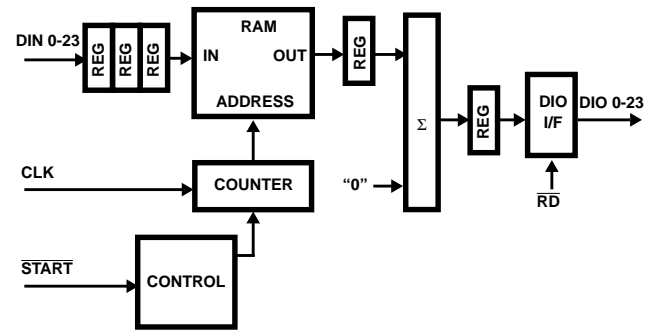 DIN 0-23
REG
REG
REG
RAM
IN
OUT
ADDRESS
REG
Σ
REG
DIO
I/F
DIO 0-23
CLK
COUNTER
“0”
RD
START
CONTROL